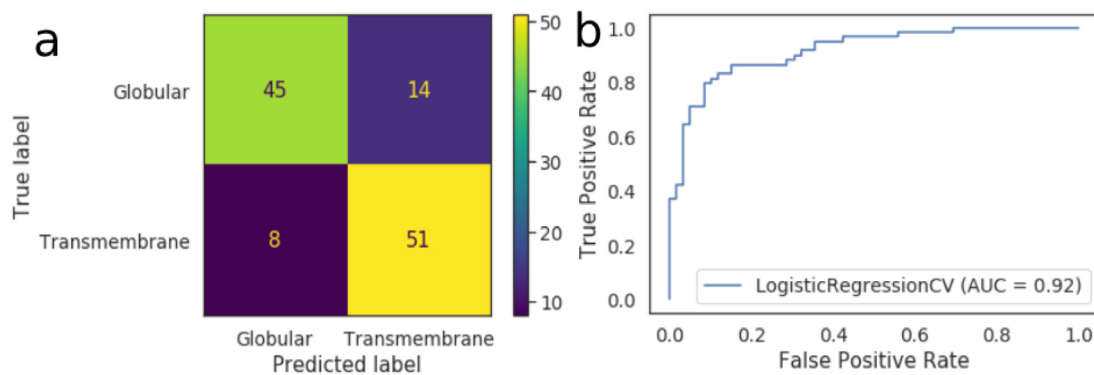 a
True label
Globular
Transmembrane
45
14
8
51
Globular
Transmembrane
Predicted label
50
40
30
20
10
b
True Positive Rate
1.0
0.8
0.6
0.4
0.2
0.0
LogisticRegressionCV (AUC = 0.92)
0.0
0.2
0.4
0.6
0.8
1.0
False Positive Rate